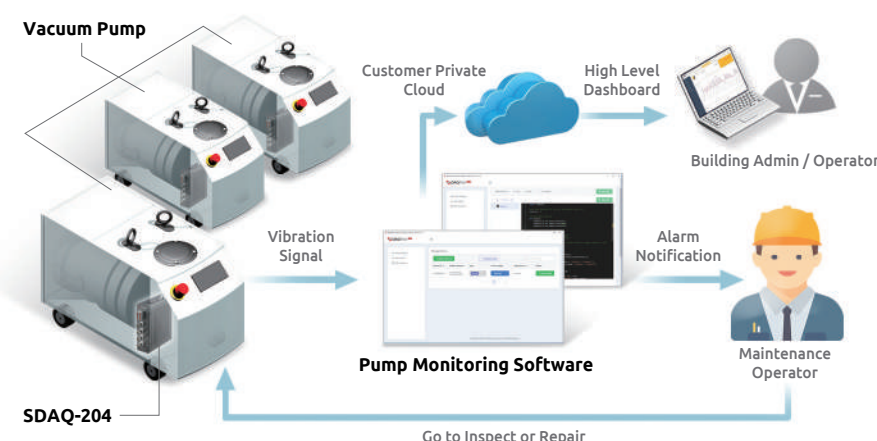 Vacuum Pump
Customer Private
Cloud
High Level
Dashboard
Building Admin / Operator
Vibration
Signal
Alarm
Notification
Pump Monitoring Software
Maintenance
Operator
SDAQ-204
Go to Inspect or Repair